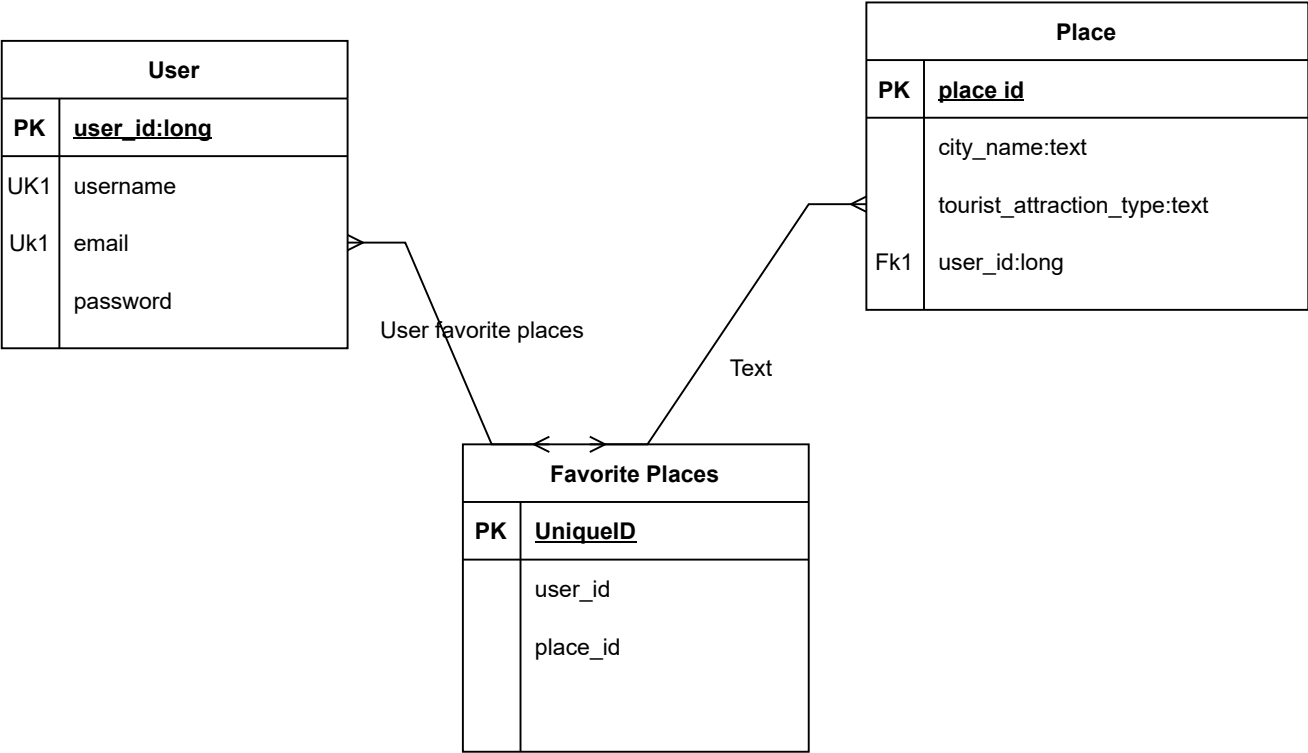 User
PK user_id:long
UK1 username
Uk1 email
password
Place
PK place id
city_name:text
tourist_attraction_type:text
Fk1 user_id:long
User favorite places
Text
Favorite Places
PK UniqueID
user_id
place_id